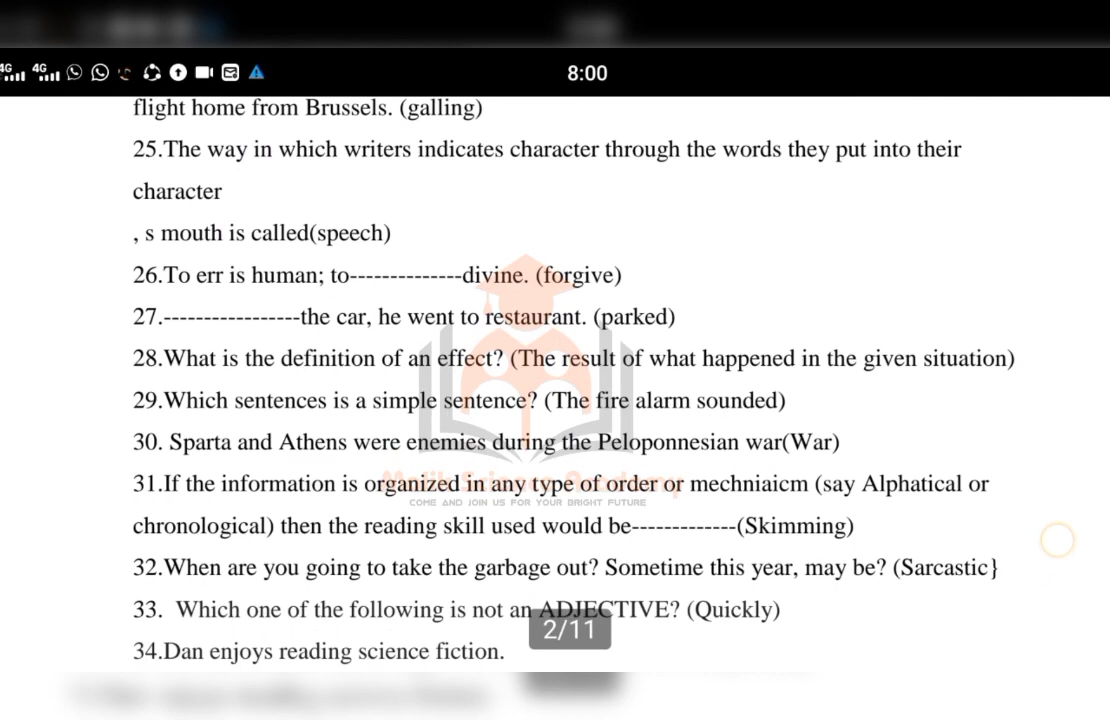 4G 4G 8:00
flight home from Brussels. (galling)
25.The way in which writers indicates character through the words they put into their
character
, s mouth is called(speech)
26.To err is human; to--------------divine. (forgive)
27.-----------------the car, he went to restaurant. (parked)
28.What is the definition of an effect? (The result of what happened in the given situation)
29.Which sentences is a simple sentence? (The fire alarm sounded)
30. Sparta and Athens were enemies during the Peloponnesian war(War)
31.If the information is organized in any type of order or mechniaicm (say Alphatical or
COME AND JOIN US FOR YOUR BRIGHT FUTURE
chronological) then the reading skill used would be-------------(Skimming)
32.When are you going to take the garbage out? Sometime this year, may be? (Sarcastic}
33. Which one of the following is not an ADJECTIVE? (Quickly)
2/11
34.Dan enjoys reading science fiction.